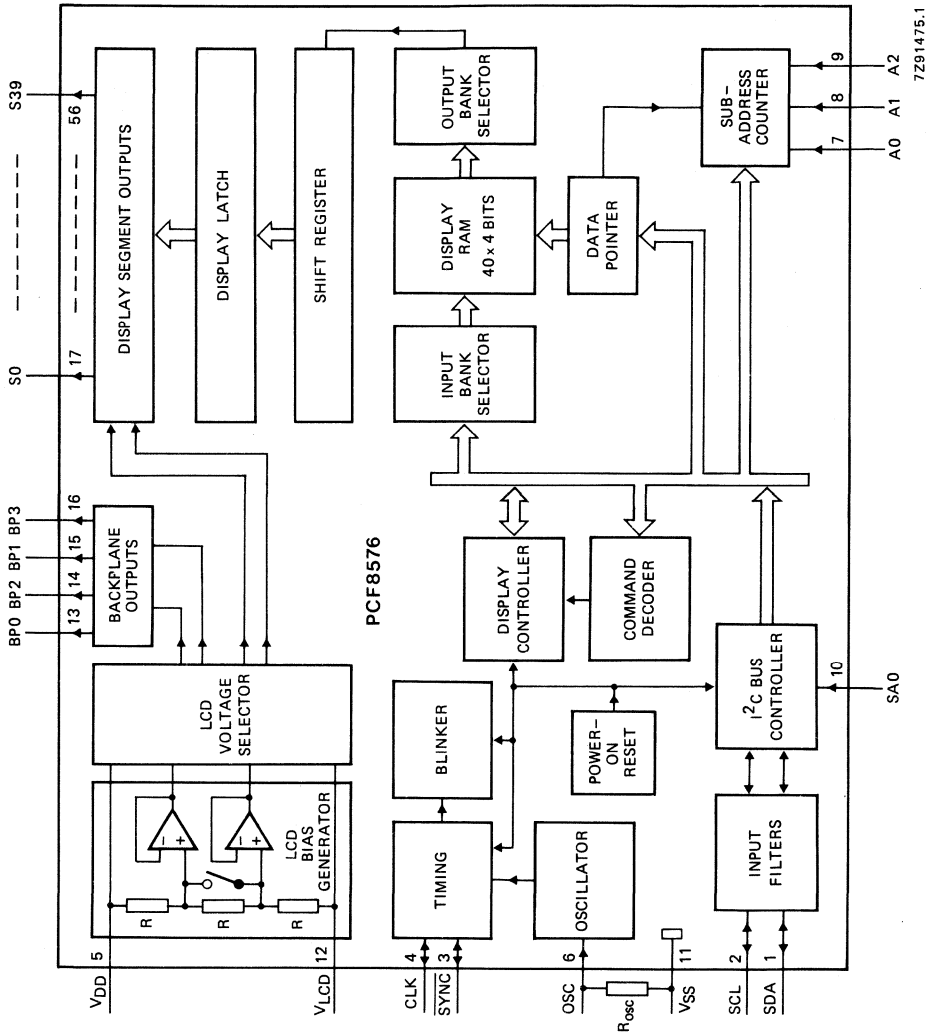 BP0 BP2 BP1 BP3
S0
S39
13 14 15 16
17
56
BACKPLANE
OUTPUTS
DISPLAY SEGMENT OUTPUTS
VDD
5
R
R
R
-
+
-
+
LCD
BIAS
GENERATOR
LCD
VOLTAGE
SELECTOR
DISPLAY LATCH
SHIFT REGISTER
VLCD
12
PCF8576
CLK
4
SYNC
3
TIMING
BLINKER
DISPLAY
CONTROLLER
INPUT
BANK
SELECTOR
DISPLAY
RAM
40 x 4 BITS
OUTPUT
BANK
SELECTOR
OSC
6
OSCILLATOR
ROSC
VSS
11
POWER-
ON
RESET
COMMAND
DECODER
DATA
POINTER
SCL
2
SDA
1
INPUT
FILTERS
I²C BUS
CONTROLLER
SUB-
ADDRESS
COUNTER
10
SA0
7
8
9
A0
A1
A2
7Z91475.1